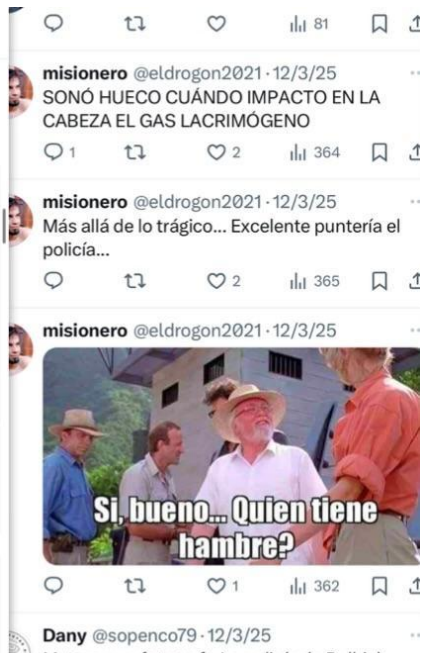 81
misionero @eldrogon2021 · 12/3/25
SONÓ HUECO CUÁNDO IMPACTO EN LA
CABEZA EL GAS LACRIMÓGENO
1 2 364
misionero @eldrogon2021 · 12/3/25
Más allá de lo trágico... Excelente puntería el
policía...
2 365
misionero @eldrogon2021 · 12/3/25
Si, bueno... Quien tiene
hambre?
1 362
Dany @sopenco79 · 12/3/25